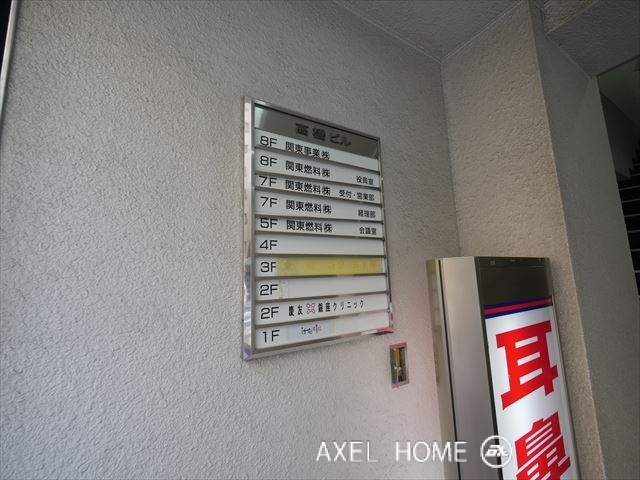 高橋ビル
8F 関東事業㈱
8F 関東燃料㈱ 役員室
7F 関東燃料㈱ 受付・営業部
7F 関東燃料㈱ 経理部
5F 関東燃料㈱ 会議室
4F
3F
2F
2F 慶友 銀座クリニック
1F
耳
鼻
AXEL HOME